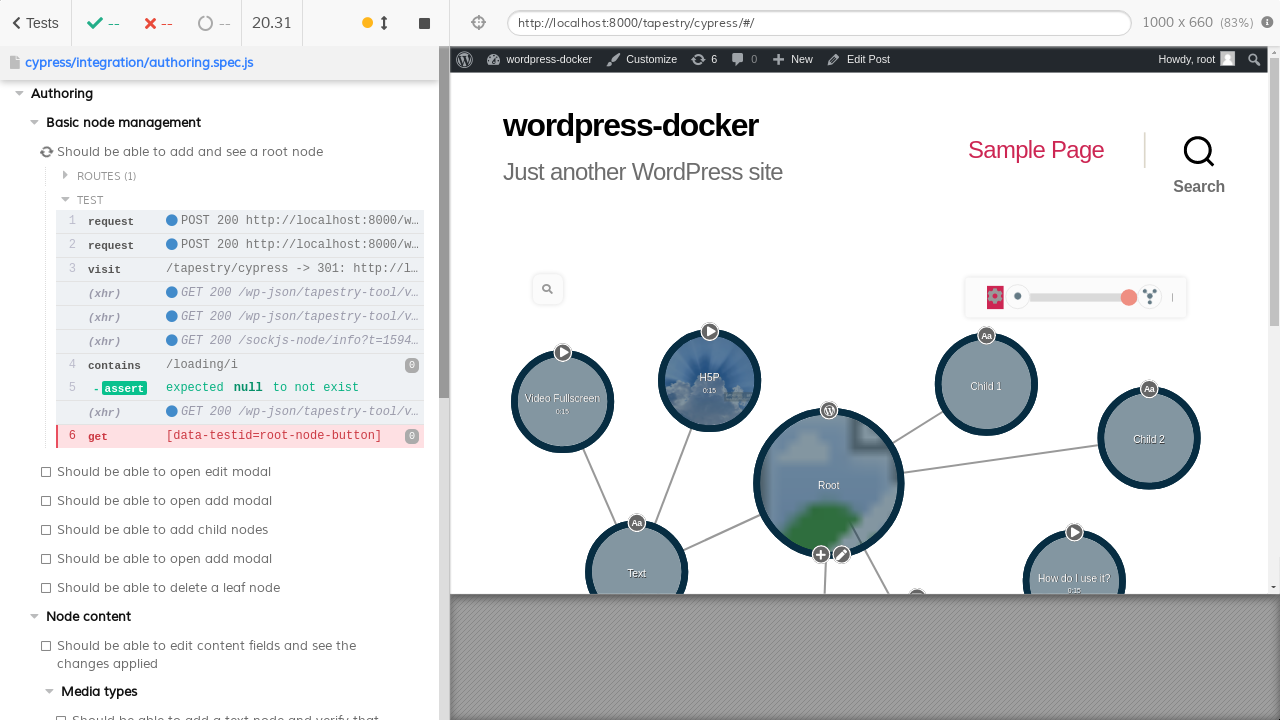 Tests
--
--
--
20.31
http://localhost:8000/tapestry/cypress/#/
1000 x 660 (83%)
cypress/integration/authoring.spec.js
Authoring
Basic node management
Should be able to add and see a root node
ROUTES (1)
TEST
1 request POST 200 http://localhost:8000/w...
2 request POST 200 http://localhost:8000/w...
3 visit /tapestry/cypress -> 301: http://l...
(xhr) GET 200 /wp-json/tapestry-tool/v...
(xhr) GET 200 /wp-json/tapestry-tool/v...
(xhr) GET 200 /sockjs-node/info?t=1594...
4 contains /loading/i 0
5 -assert expected null to not exist
(xhr) GET 200 /wp-json/tapestry-tool/v...
6 get [data-testid=root-node-button] 0
Should be able to open edit modal
Should be able to open add modal
Should be able to add child nodes
Should be able to open add modal
Should be able to delete a leaf node
Node content
Should be able to edit content fields and see the
changes applied
Media types
Should be able to add a text node and verify that
wordpress-docker
Customize
6
0
New
Edit Post
Howdy, root
wordpress-docker
Just another WordPress site
Sample Page
Search
Video Fullscreen
0:15
H5P
0:15
Aa
Child 1
Aa
Child 2
Root
Aa
Text
How do I use it?
0:15